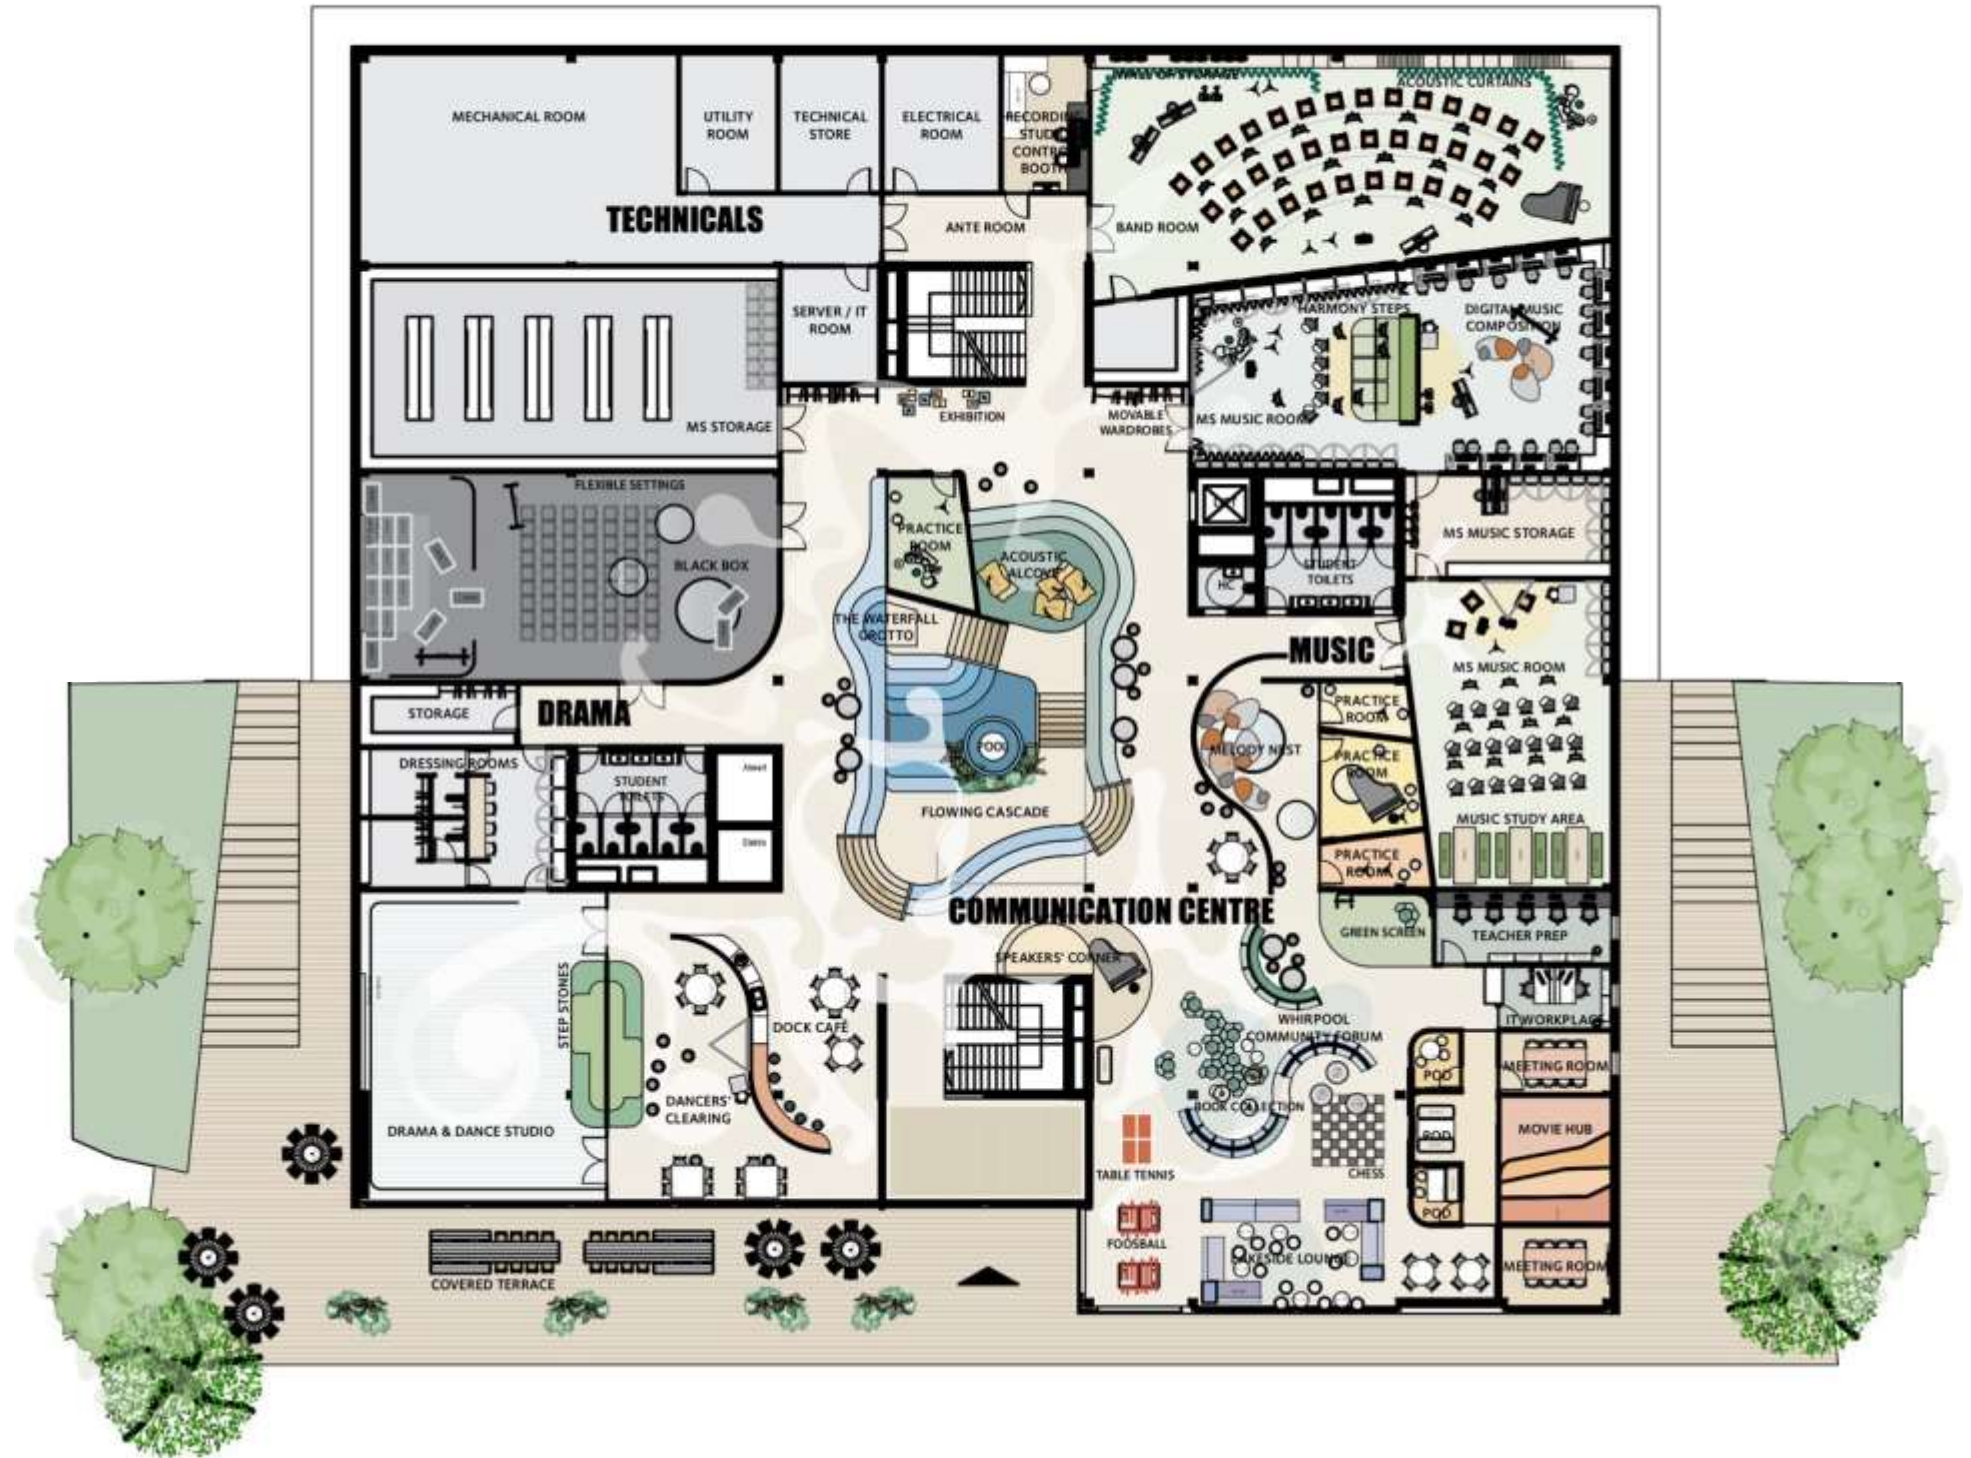 MECHANICAL ROOM
UTILITY
ROOM
TECHNICAL
STORE
ELECTRICAL
ROOM
RECORDING
STUDIO
CONTROL
BOOTH
WALL OF STORAGE
ACOUSTIC CURTAINS
TECHNICALS
ANTE ROOM
BAND ROOM
SERVER / IT
ROOM
HARMONY STEPS
DIGITAL MUSIC
COMPOSITION
MS STORAGE
EXHIBITION
MOVABLE
WARDROBES
MS MUSIC ROOM
FLEXIBLE SETTINGS
BLACK BOX
PRACTICE
ROOM
ACOUSTIC
ALCOVE
THE WATERFALL
GROTTO
STUDENT
TOILETS
HC
MS MUSIC STORAGE
MUSIC
MS MUSIC ROOM
STORAGE
DRAMA
PRACTICE
ROOM
MELODY NEST
PRACTICE
ROOM
POOL
DRESSING ROOMS
STUDENT
TOILETS
FLOWING CASCADE
MUSIC STUDY AREA
PRACTICE
ROOM
COMMUNICATION CENTRE
GREEN SCREEN
TEACHER PREP
SPEAKERS' CORNER
STEP STONES
DOCK CAFÉ
WHIRPOOL
COMMUNITY FORUM
IT WORKPLACE
DANCERS'
CLEARING
BOOK COLLECTION
POD
MEETING ROOM
DRAMA & DANCE STUDIO
POD
MOVIE HUB
TABLE TENNIS
CHESS
POD
FOOSBALL
LAKESIDE LOUNGE
MEETING ROOM
COVERED TERRACE